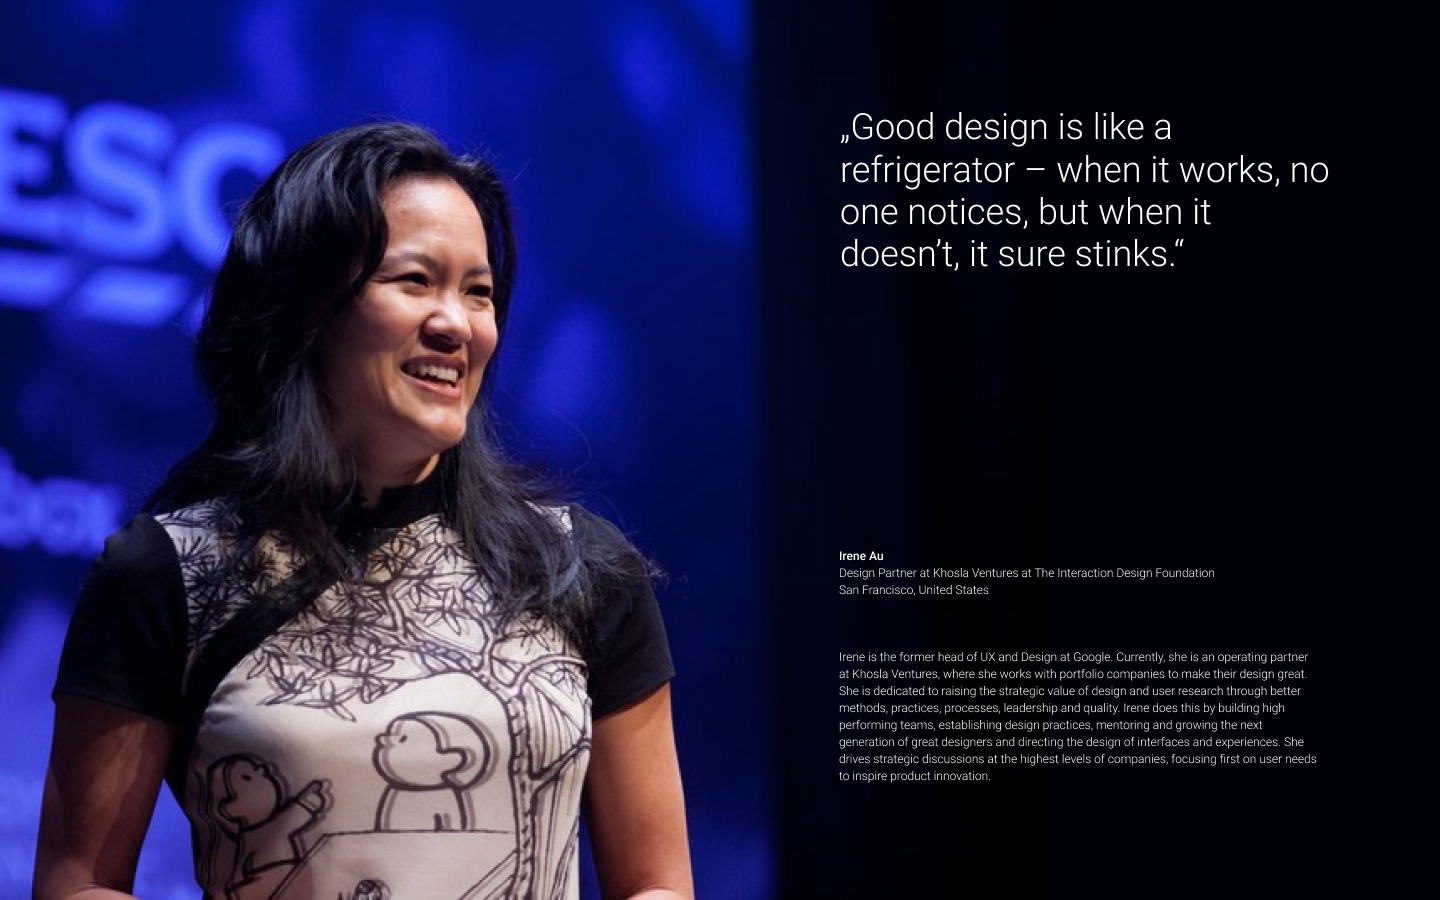 ESC
„Good design is like a
refrigerator – when it works, no
one notices, but when it
doesn’t, it sure stinks.“
Irene Au
Design Partner at Khosla Ventures at The Interaction Design Foundation
San Francisco, United States
Irene is the former head of UX and Design at Google. Currently, she is an operating partner
at Khosla Ventures, where she works with portfolio companies to make their design great.
She is dedicated to raising the strategic value of design and user research through better
methods, practices, processes, leadership and quality. Irene does this by building high
performing teams, establishing design practices, mentoring and growing the next
generation of great designers and directing the design of interfaces and experiences. She
drives strategic discussions at the highest levels of companies, focusing first on user needs
to inspire product innovation.